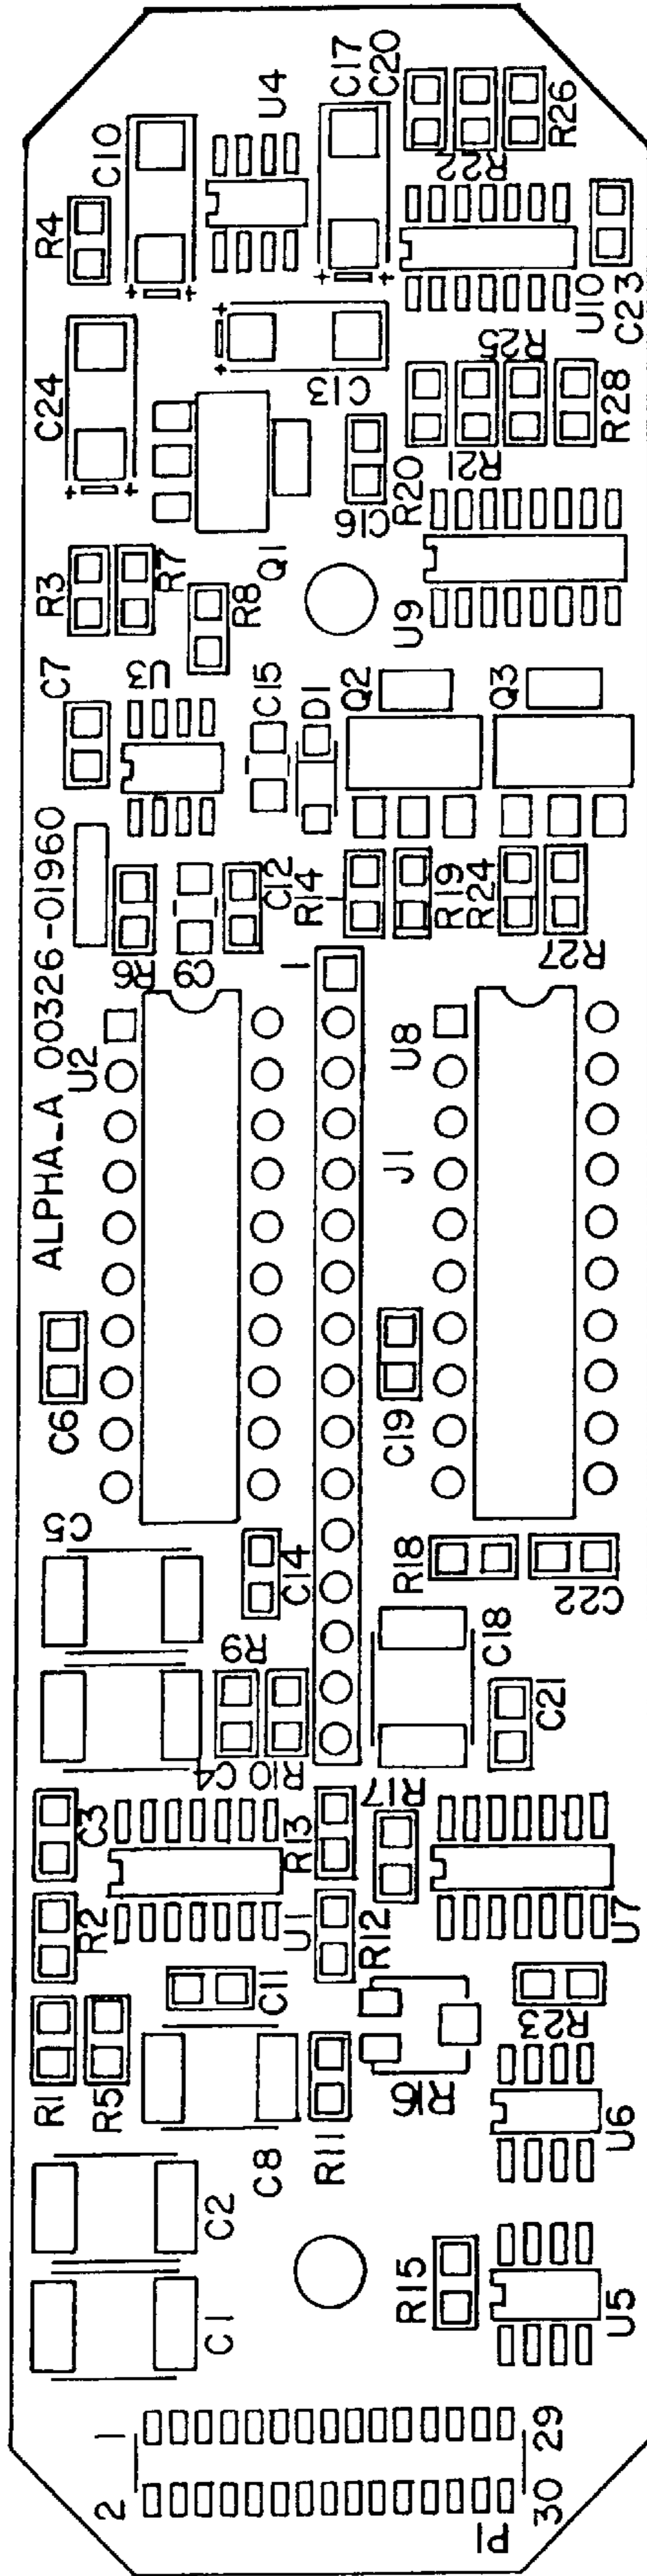 C17
C20
U4
C10
R4
R22
R26
U10
C23
C24
C13
R25
R28
R21
R20
C16
R3
R7
R8
Q1
U9
C7
U3
C15
D1
Q2
Q3
ALPHA_A 00326-01960
R6
C9
C12
R14
R19
R24
R27
U2
1
U8
J1
C6
C19
C5
C14
R18
C22
R9
C18
C21
C4
R10
R17
C3
R13
R2
U1
R12
U7
C11
R23
R1
R5
R16
C8
R11
U6
C2
C1
R15
U5
1
29
2
30
P1